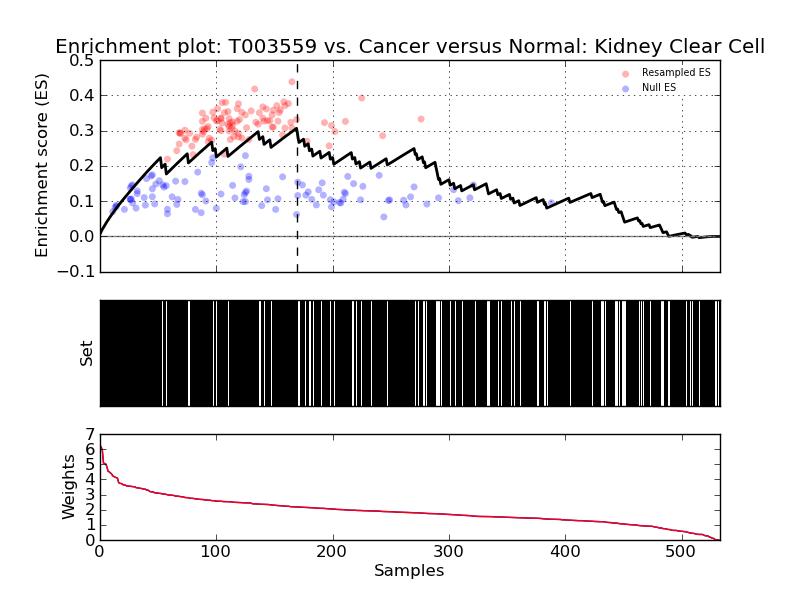 Enrichment plot: T003559 vs. Cancer versus Normal: Kidney Clear Cell
Enrichment score (ES)
0.5
0.4
0.3
0.2
0.1
0.0
−0.1
Resampled ES
Null ES
Set
Weights
7
6
5
4
3
2
1
0
0 100 200 300 400 500
Samples